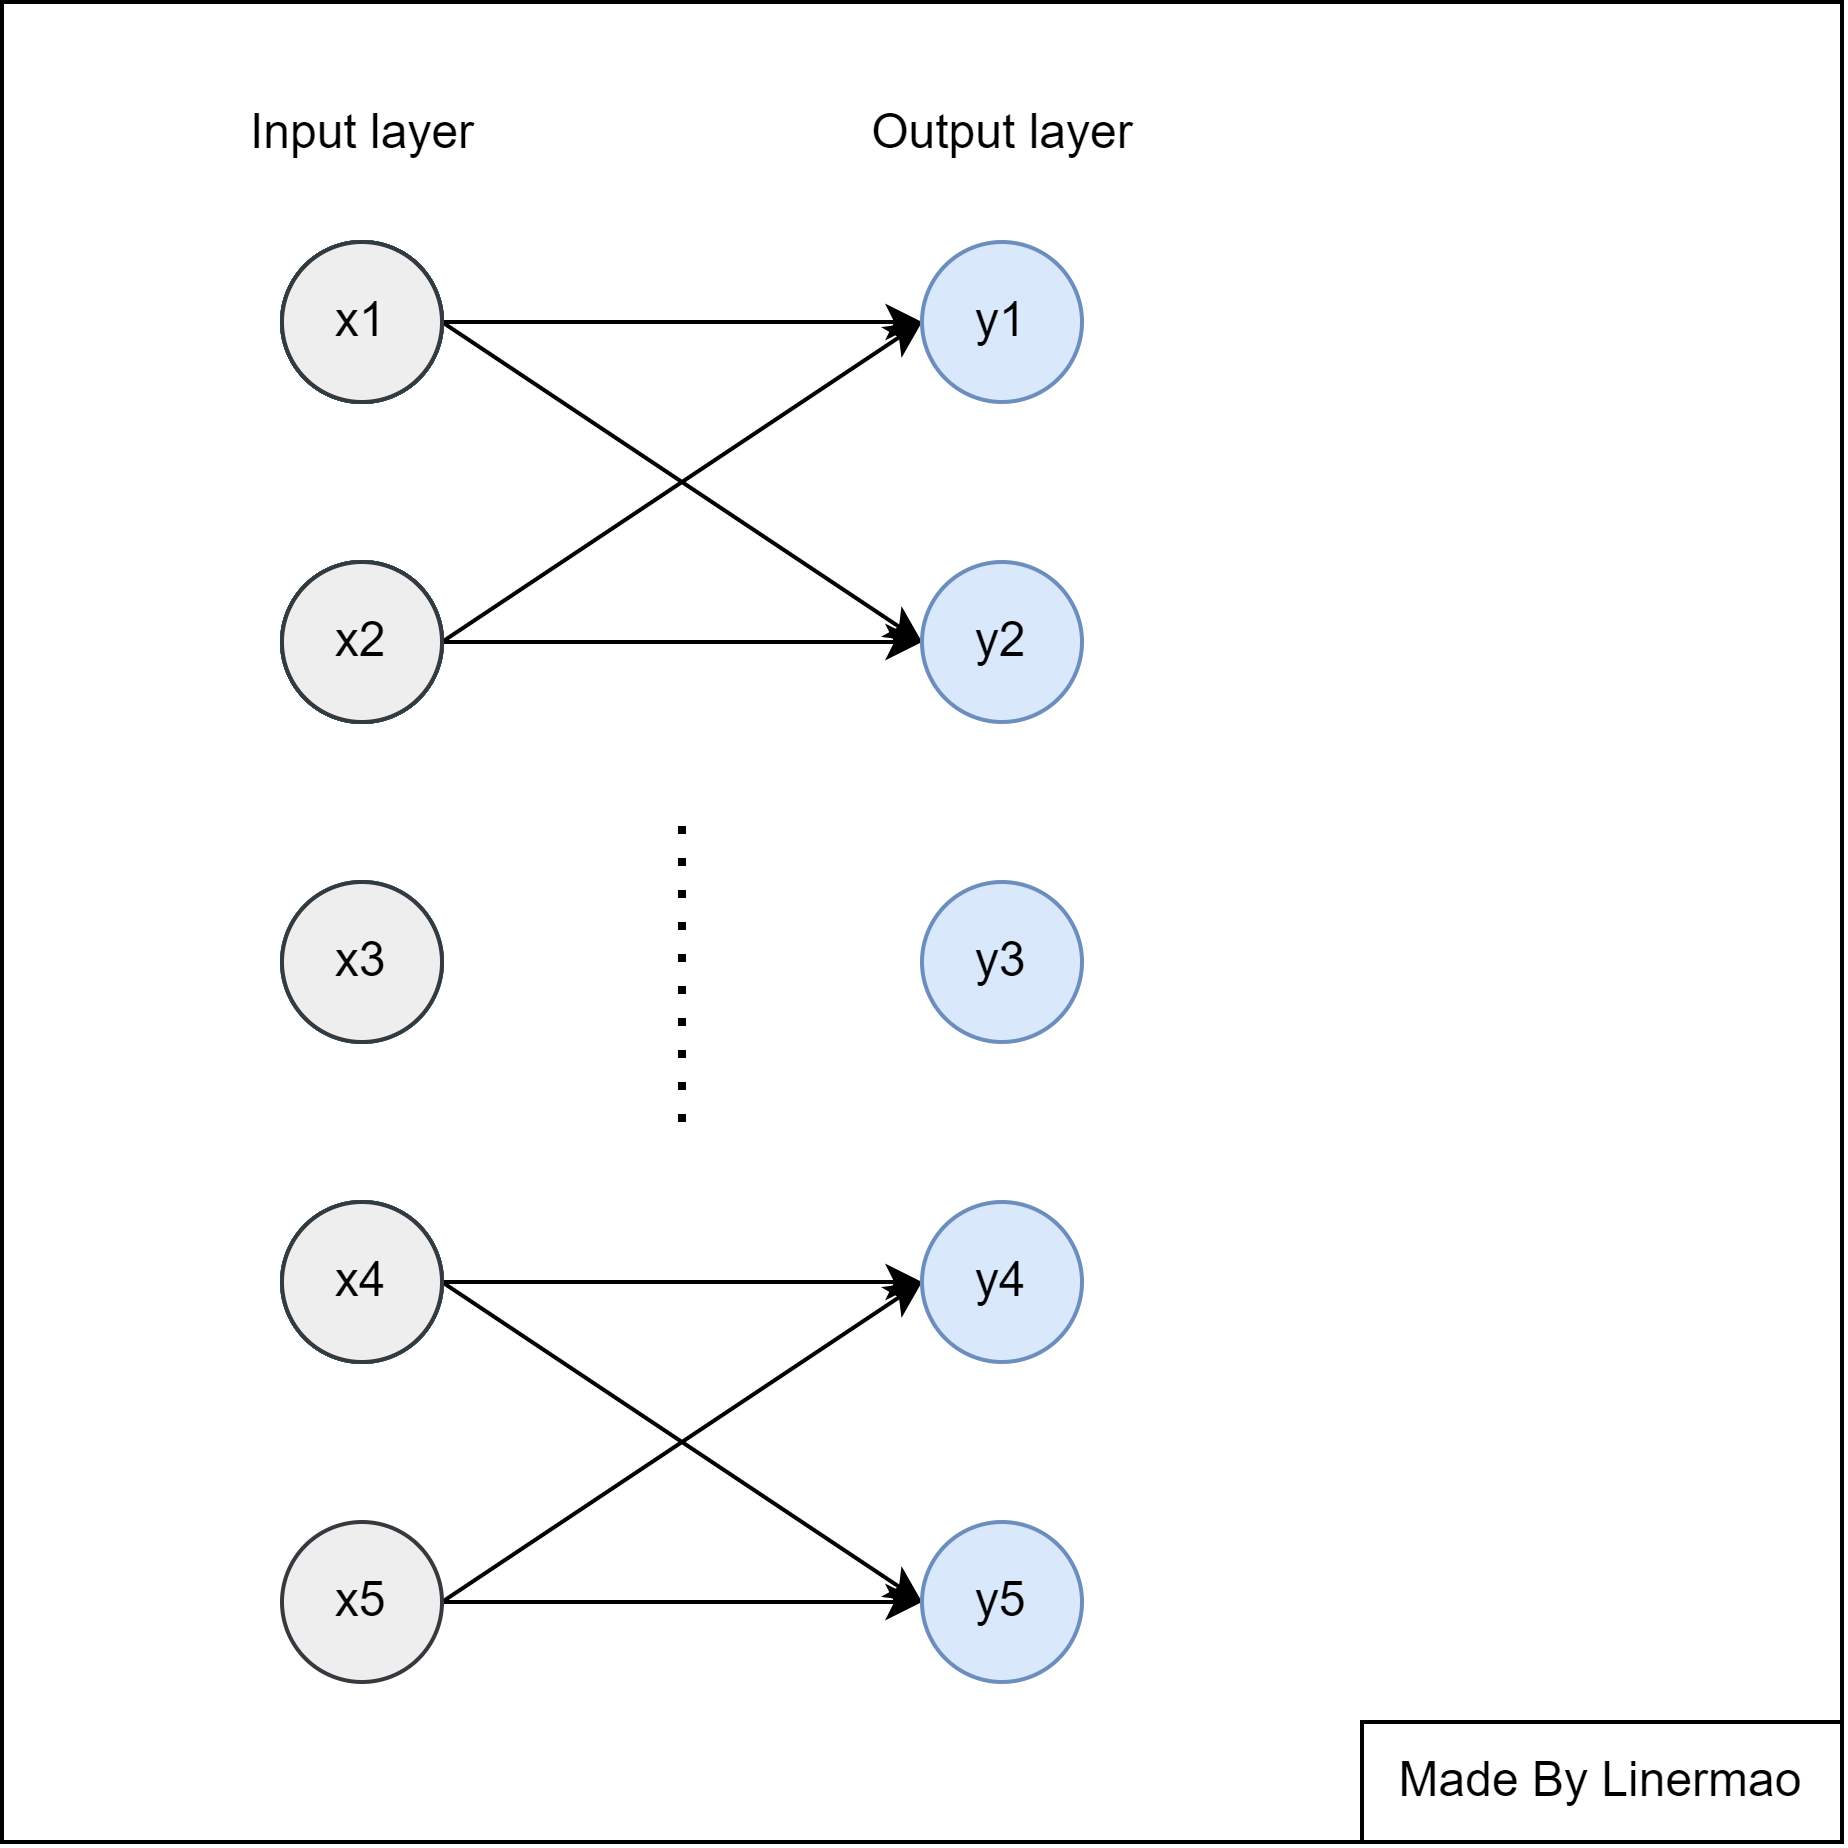 Input layer
Output layer
x1
y1
x2
y2
x3
y3
x4
y4
x5
y5
Made By Linermao